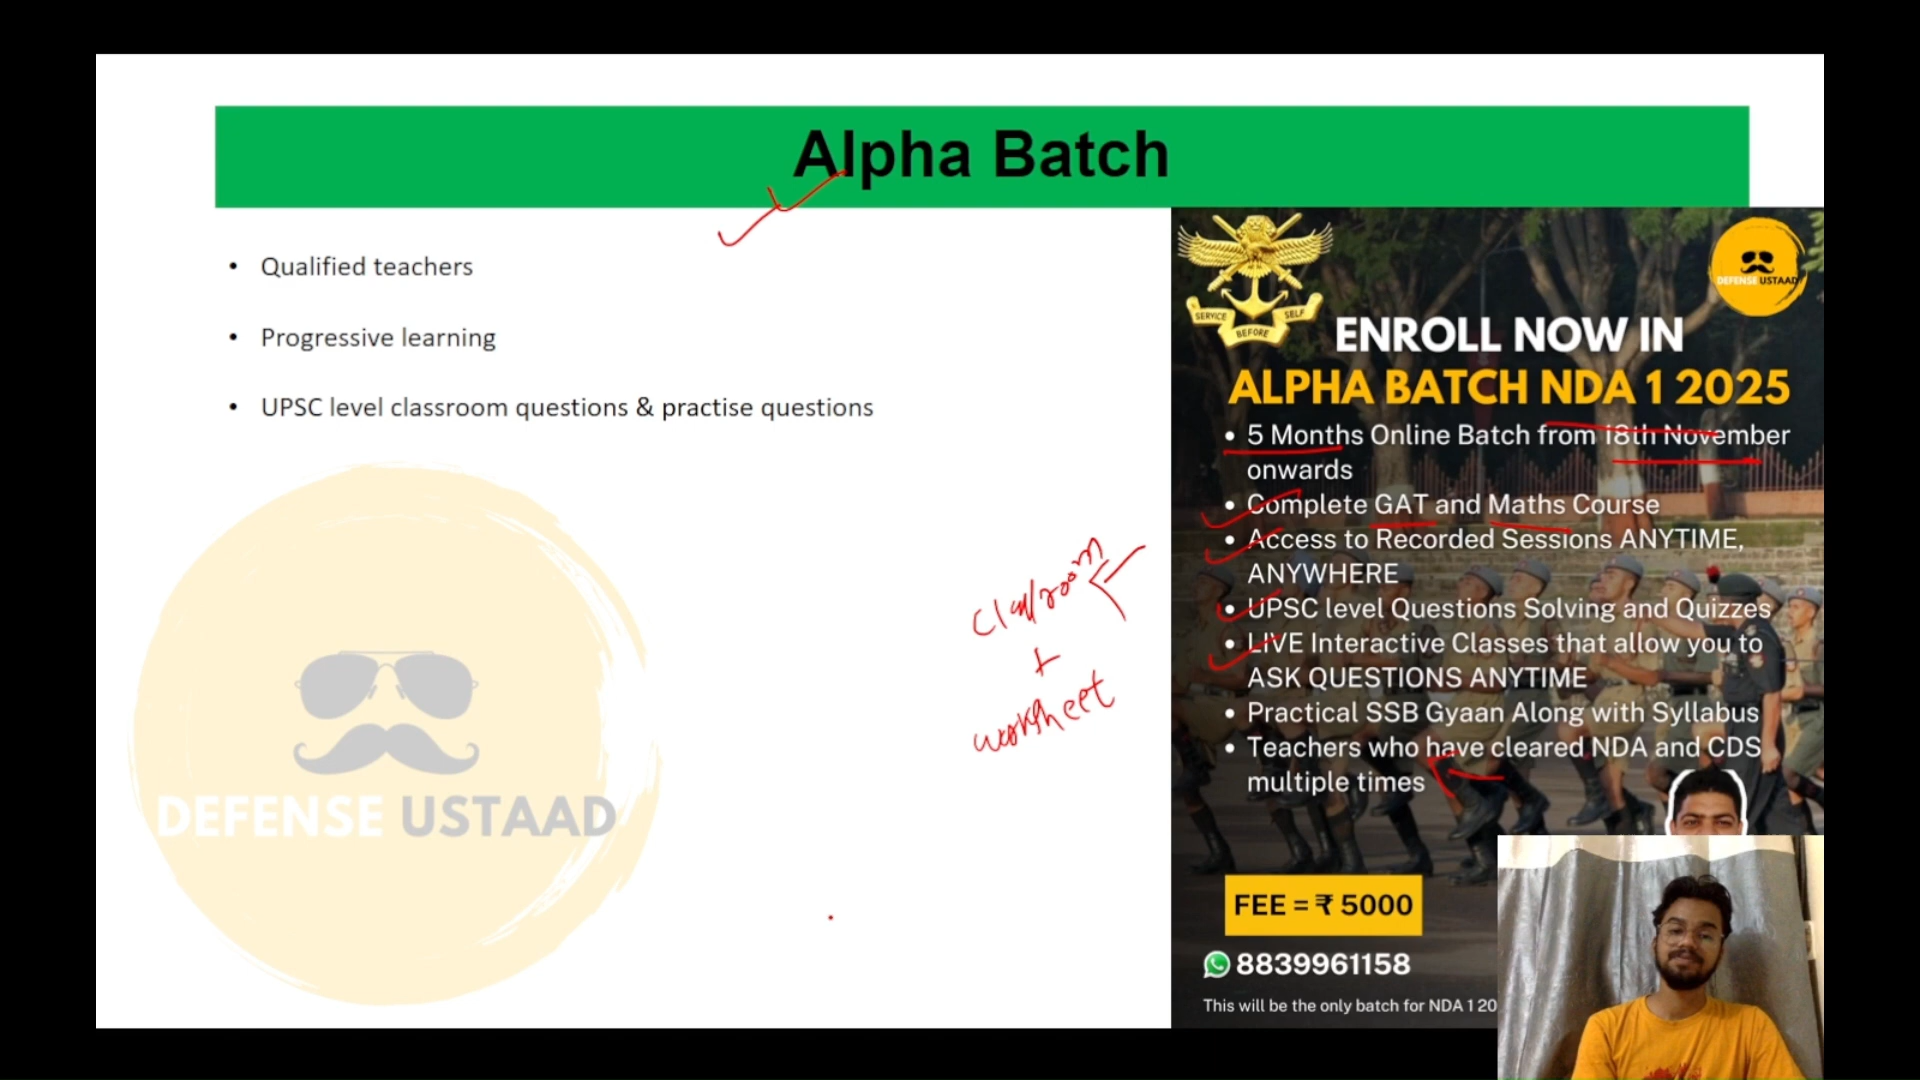 Alpha Batch
• Qualified teachers
• Progressive learning
• UPSC level classroom questions & practise questions
DEFENSE USTAAD
classroom
+
worksheet
SERVICE BEFORE SELF
DEFENSE USTAAD
ENROLL NOW IN
ALPHA BATCH NDA 1 2025
• 5 Months Online Batch from 18th November
onwards
• Complete GAT and Maths Course
• Access to Recorded Sessions ANYTIME,
ANYWHERE
• UPSC level Questions Solving and Quizzes
• LIVE Interactive Classes that allow you to
ASK QUESTIONS ANYTIME
• Practical SSB Gyaan Along with Syllabus
• Teachers who have cleared NDA and CDS
multiple times
FEE = ₹ 5000
8839961158
This will be the only batch for NDA 1 20